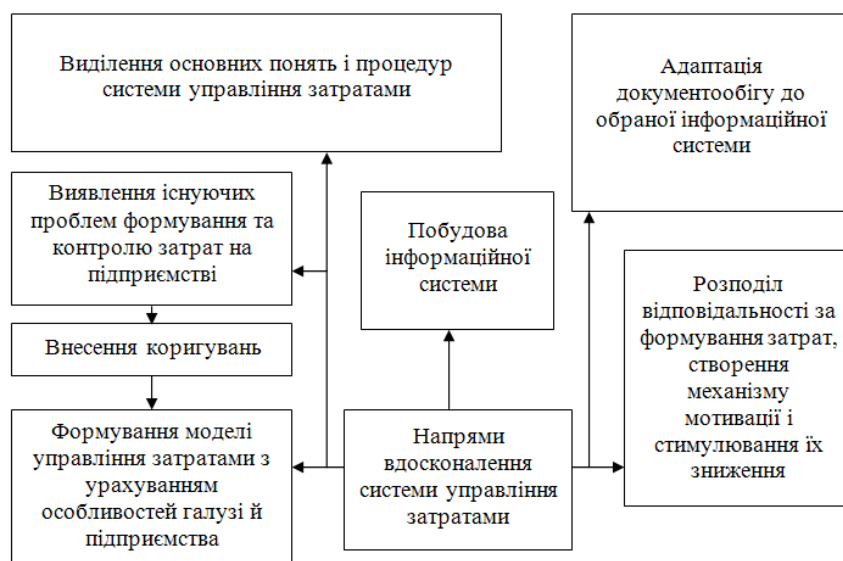 Виділення основних понять і процедур
системи управління затратами
Адаптація
документообігу до
обраної інформаційної
системи
Виявлення існуючих
проблем формування та
контролю затрат на
підприємстві
Побудова
інформаційної
системи
Розподіл
відповідальності за
формування затрат,
створення
механізму
мотивації і
стимулювання їх
зниження
Внесення коригувань
Формування моделі
управління затратами з
урахуванням
особливостей галузі й
підприємства
Напрями
вдосконалення
системи управління
затратами